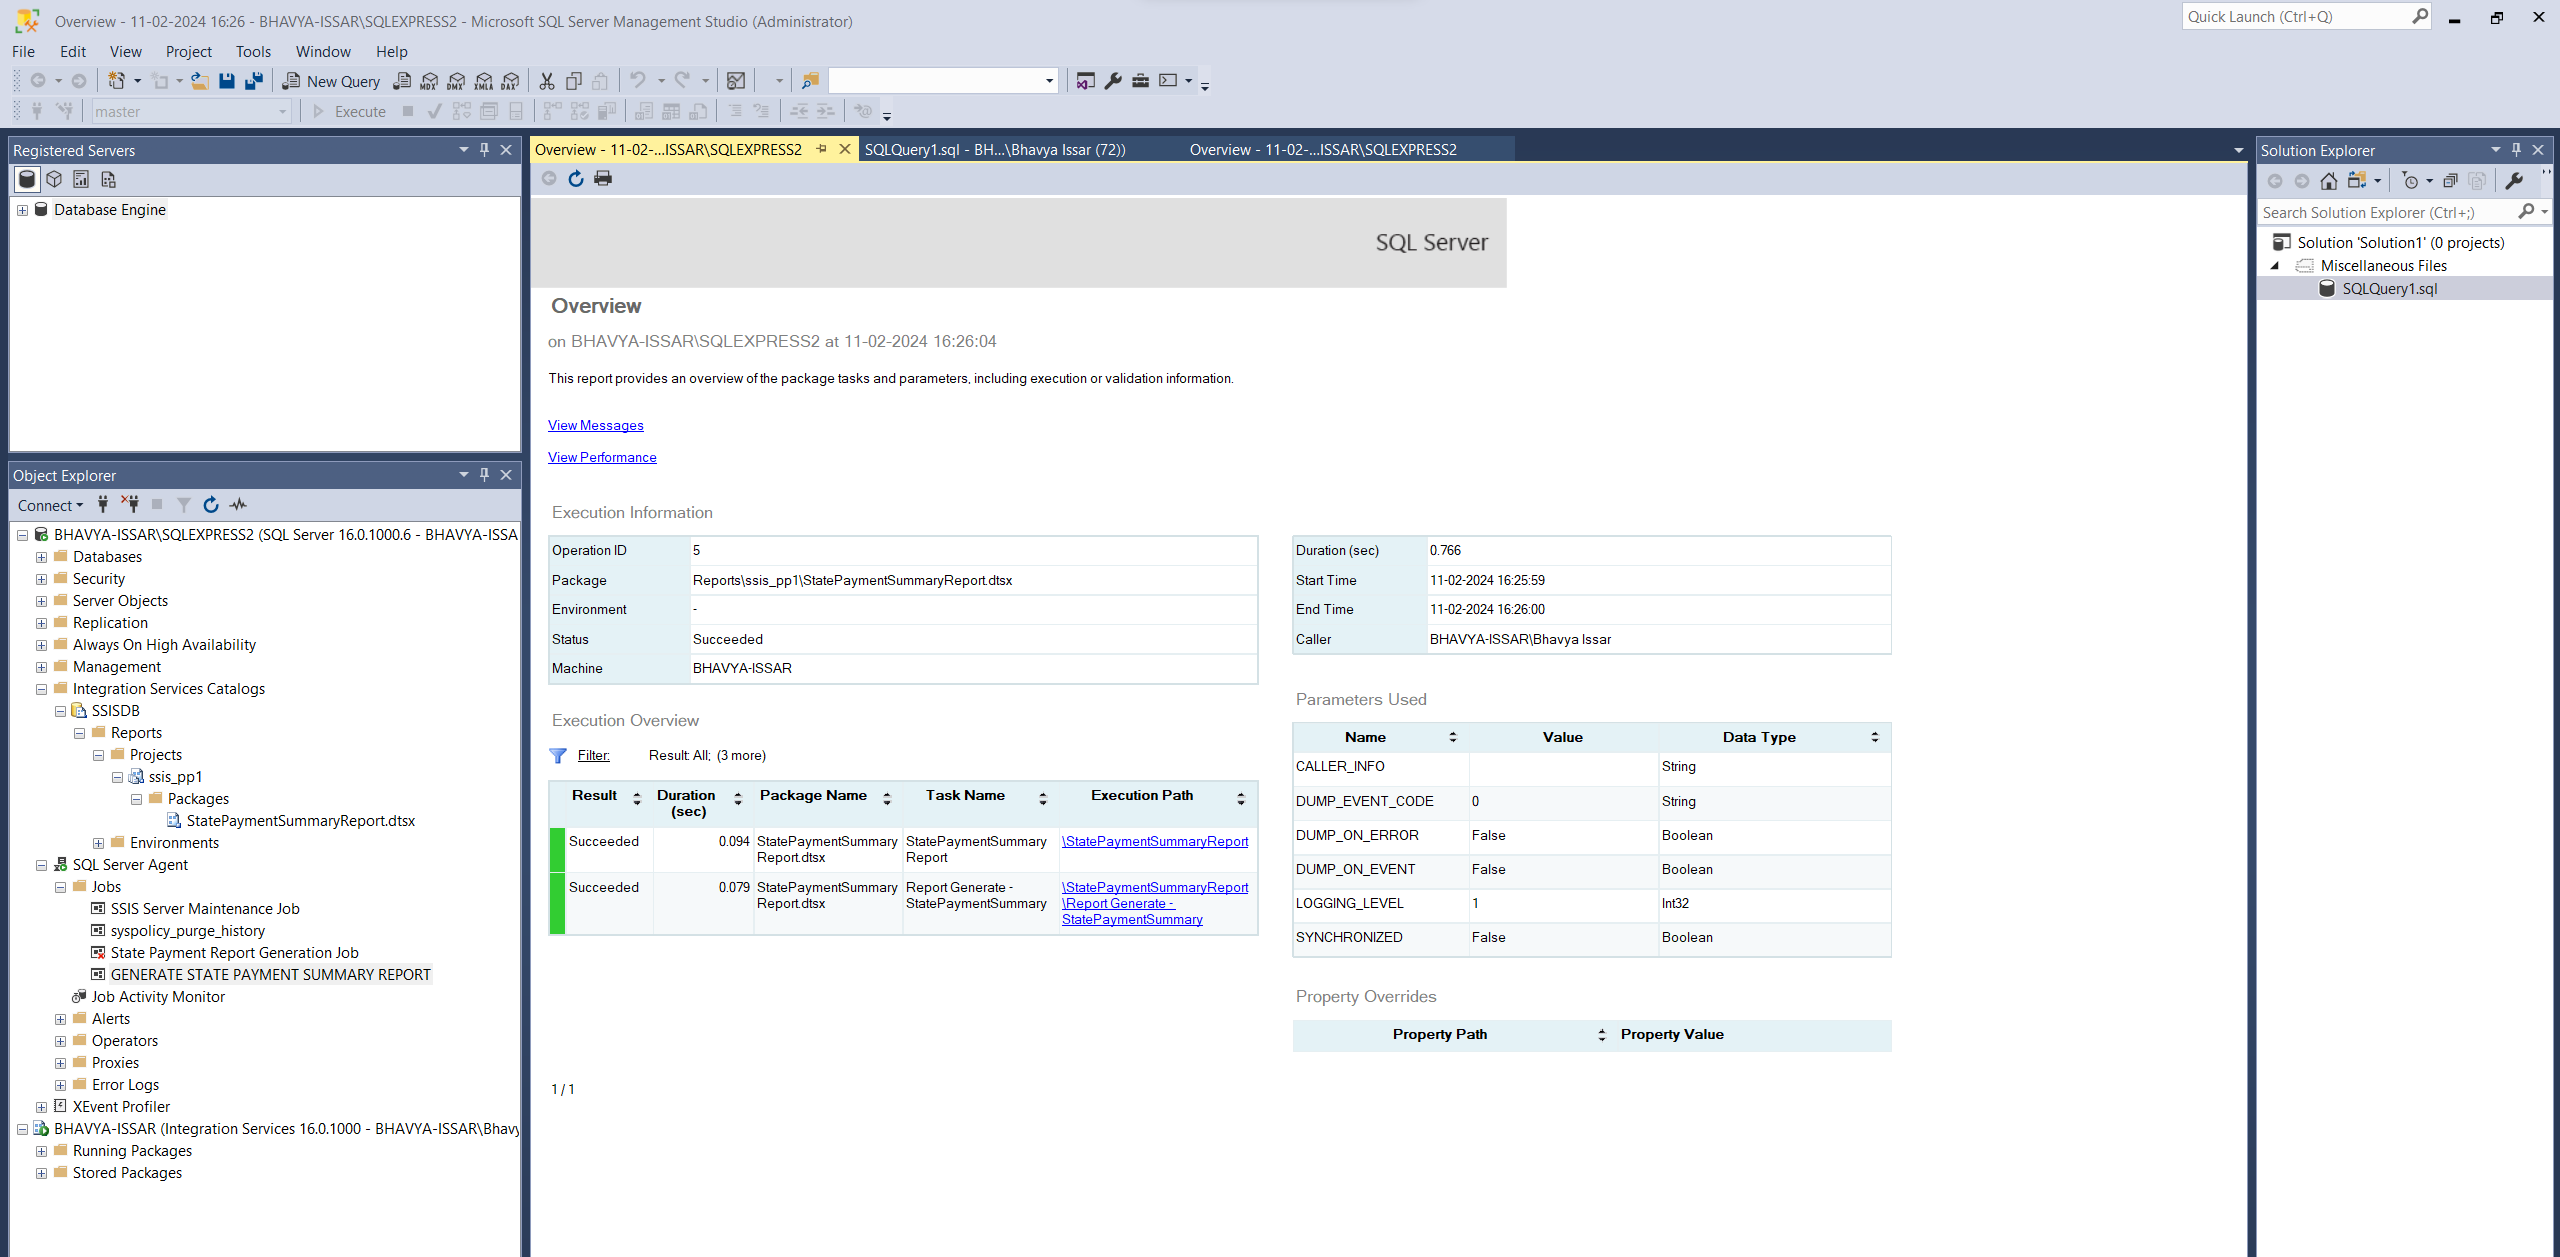 Overview - 11-02-2024 16:26 - BHAVYA-ISSAR\SQLEXPRESS2 - Microsoft SQL Server Management Studio (Administrator)
Quick Launch (Ctrl+Q)
File Edit View Project Tools Window Help
New Query MDX DMX XMLA DAX
master Execute
Registered Servers
Database Engine
Object Explorer
Connect
BHAVYA-ISSAR\SQLEXPRESS2 (SQL Server 16.0.1000.6 - BHAVYA-ISSA
Databases
Security
Server Objects
Replication
Always On High Availability
Management
Integration Services Catalogs
SSISDB
Reports
Projects
ssis_pp1
Packages
StatePaymentSummaryReport.dtsx
Environments
SQL Server Agent
Jobs
SSIS Server Maintenance Job
syspolicy_purge_history
State Payment Report Generation Job
GENERATE STATE PAYMENT SUMMARY REPORT
Job Activity Monitor
Alerts
Operators
Proxies
Error Logs
XEvent Profiler
BHAVYA-ISSAR (Integration Services 16.0.1000 - BHAVYA-ISSAR\Bhavy
Running Packages
Stored Packages
Overview - 11-02-...ISSAR\SQLEXPRESS2
SQLQuery1.sql - BH...\Bhavya Issar (72))
Overview - 11-02-...ISSAR\SQLEXPRESS2
SQL Server
Overview
on BHAVYA-ISSAR\SQLEXPRESS2 at 11-02-2024 16:26:04
This report provides an overview of the package tasks and parameters, including execution or validation information.
View Messages
View Performance
Execution Information
Operation ID 5
Package Reports\ssis_pp1\StatePaymentSummaryReport.dtsx
Environment -
Status Succeeded
Machine BHAVYA-ISSAR
Duration (sec) 0.766
Start Time 11-02-2024 16:25:59
End Time 11-02-2024 16:26:00
Caller BHAVYA-ISSAR\Bhavya Issar
Execution Overview
Filter: Result: All; (3 more)
Result Duration Package Name Task Name Execution Path
(sec)
Succeeded 0.094 StatePaymentSummary StatePaymentSummary \StatePaymentSummaryReport
Report.dtsx Report
Succeeded 0.079 StatePaymentSummary Report Generate - \StatePaymentSummaryReport
Report.dtsx StatePaymentSummary \Report Generate -
StatePaymentSummary
Parameters Used
Name Value Data Type
CALLER_INFO String
DUMP_EVENT_CODE 0 String
DUMP_ON_ERROR False Boolean
DUMP_ON_EVENT False Boolean
LOGGING_LEVEL 1 Int32
SYNCHRONIZED False Boolean
Property Overrides
Property Path Property Value
1 / 1
Solution Explorer
Search Solution Explorer (Ctrl+;)
Solution 'Solution1' (0 projects)
Miscellaneous Files
SQLQuery1.sql